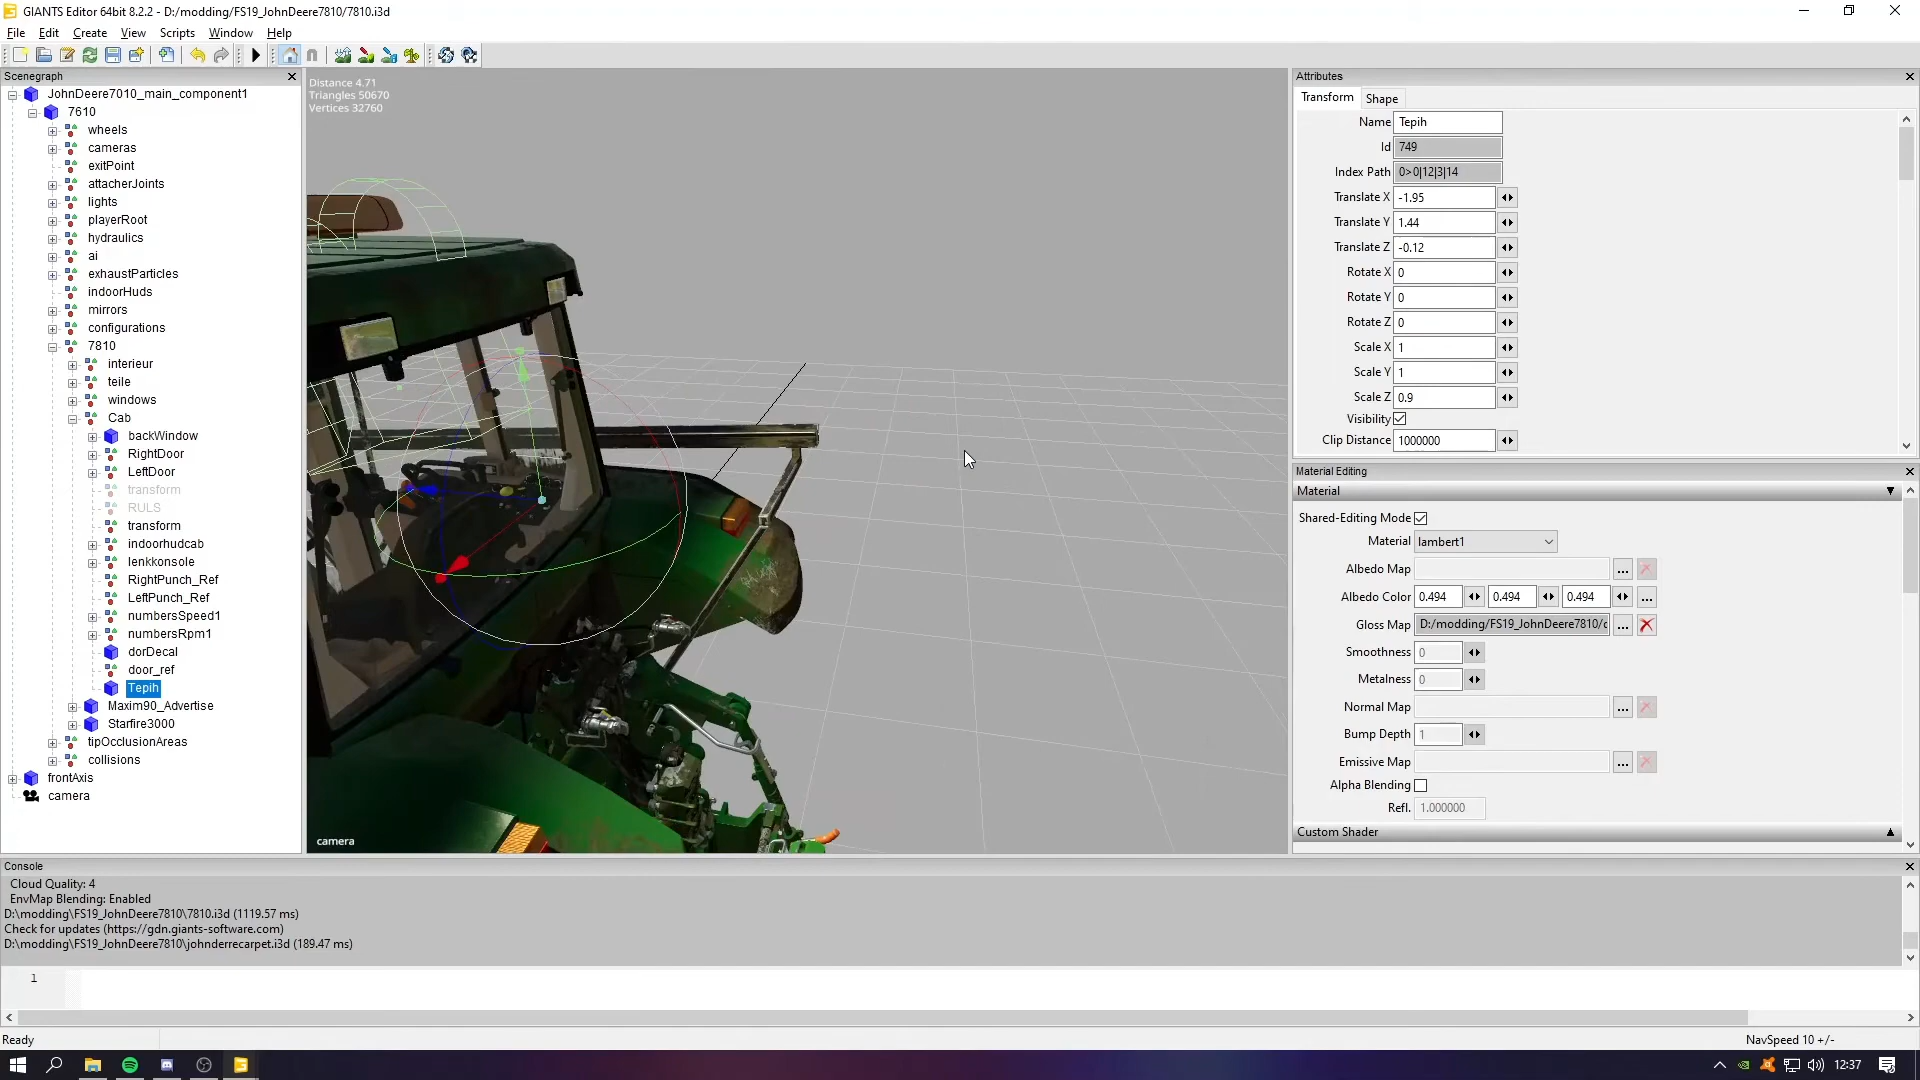 GIANTS Editor 64bit 8.2.2 - D:/modding/FS19_JohnDeere7810/7810.i3d
File Edit Create View Scripts Window Help
Scenegraph
JohnDeere7010_main_component1
7610
wheels
cameras
exitPoint
attacherJoints
lights
playerRoot
hydraulics
ai
exhaustParticles
indoorHuds
mirrors
configurations
7810
interieur
teile
windows
Cab
backWindow
RightDoor
LeftDoor
transform
RULS
transform
indoorhudcab
lenkkonsole
RightPunch_Ref
LeftPunch_Ref
numbersSpeed1
numbersRpm1
dorDecal
door_ref
Tepih
Maxim90_Advertise
Starfire3000
tipOcclusionAreas
collisions
frontAxis
camera
Distance 4.71
Triangles 50670
Vertices 32760
camera
Attributes
Transform Shape
Name Tepih
Id 749
Index Path 0>0|12|3|14
Translate X -1.95
Translate Y 1.44
Translate Z -0.12
Rotate X 0
Rotate Y 0
Rotate Z 0
Scale X 1
Scale Y 1
Scale Z 0.9
Visibility
Clip Distance 1000000
Material Editing
Material
Shared-Editing Mode
Material lambert1
Albedo Map ...
Albedo Color 0.494 0.494 0.494 ...
Gloss Map D:/modding/FS19_JohnDeere7810/c ...
Smoothness 0
Metalness 0
Normal Map ...
Bump Depth 1
Emissive Map ...
Alpha Blending
Refl. 1.000000
Custom Shader
Console
Cloud Quality: 4
EnvMap Blending: Enabled
D:\modding\FS19_JohnDeere7810\7810.i3d (1119.57 ms)
Check for updates (https://gdn.giants-software.com)
D:\modding\FS19_JohnDeere7810\johnderrecarpet.i3d (189.47 ms)
1
Ready
NavSpeed 10 +/-
12:37